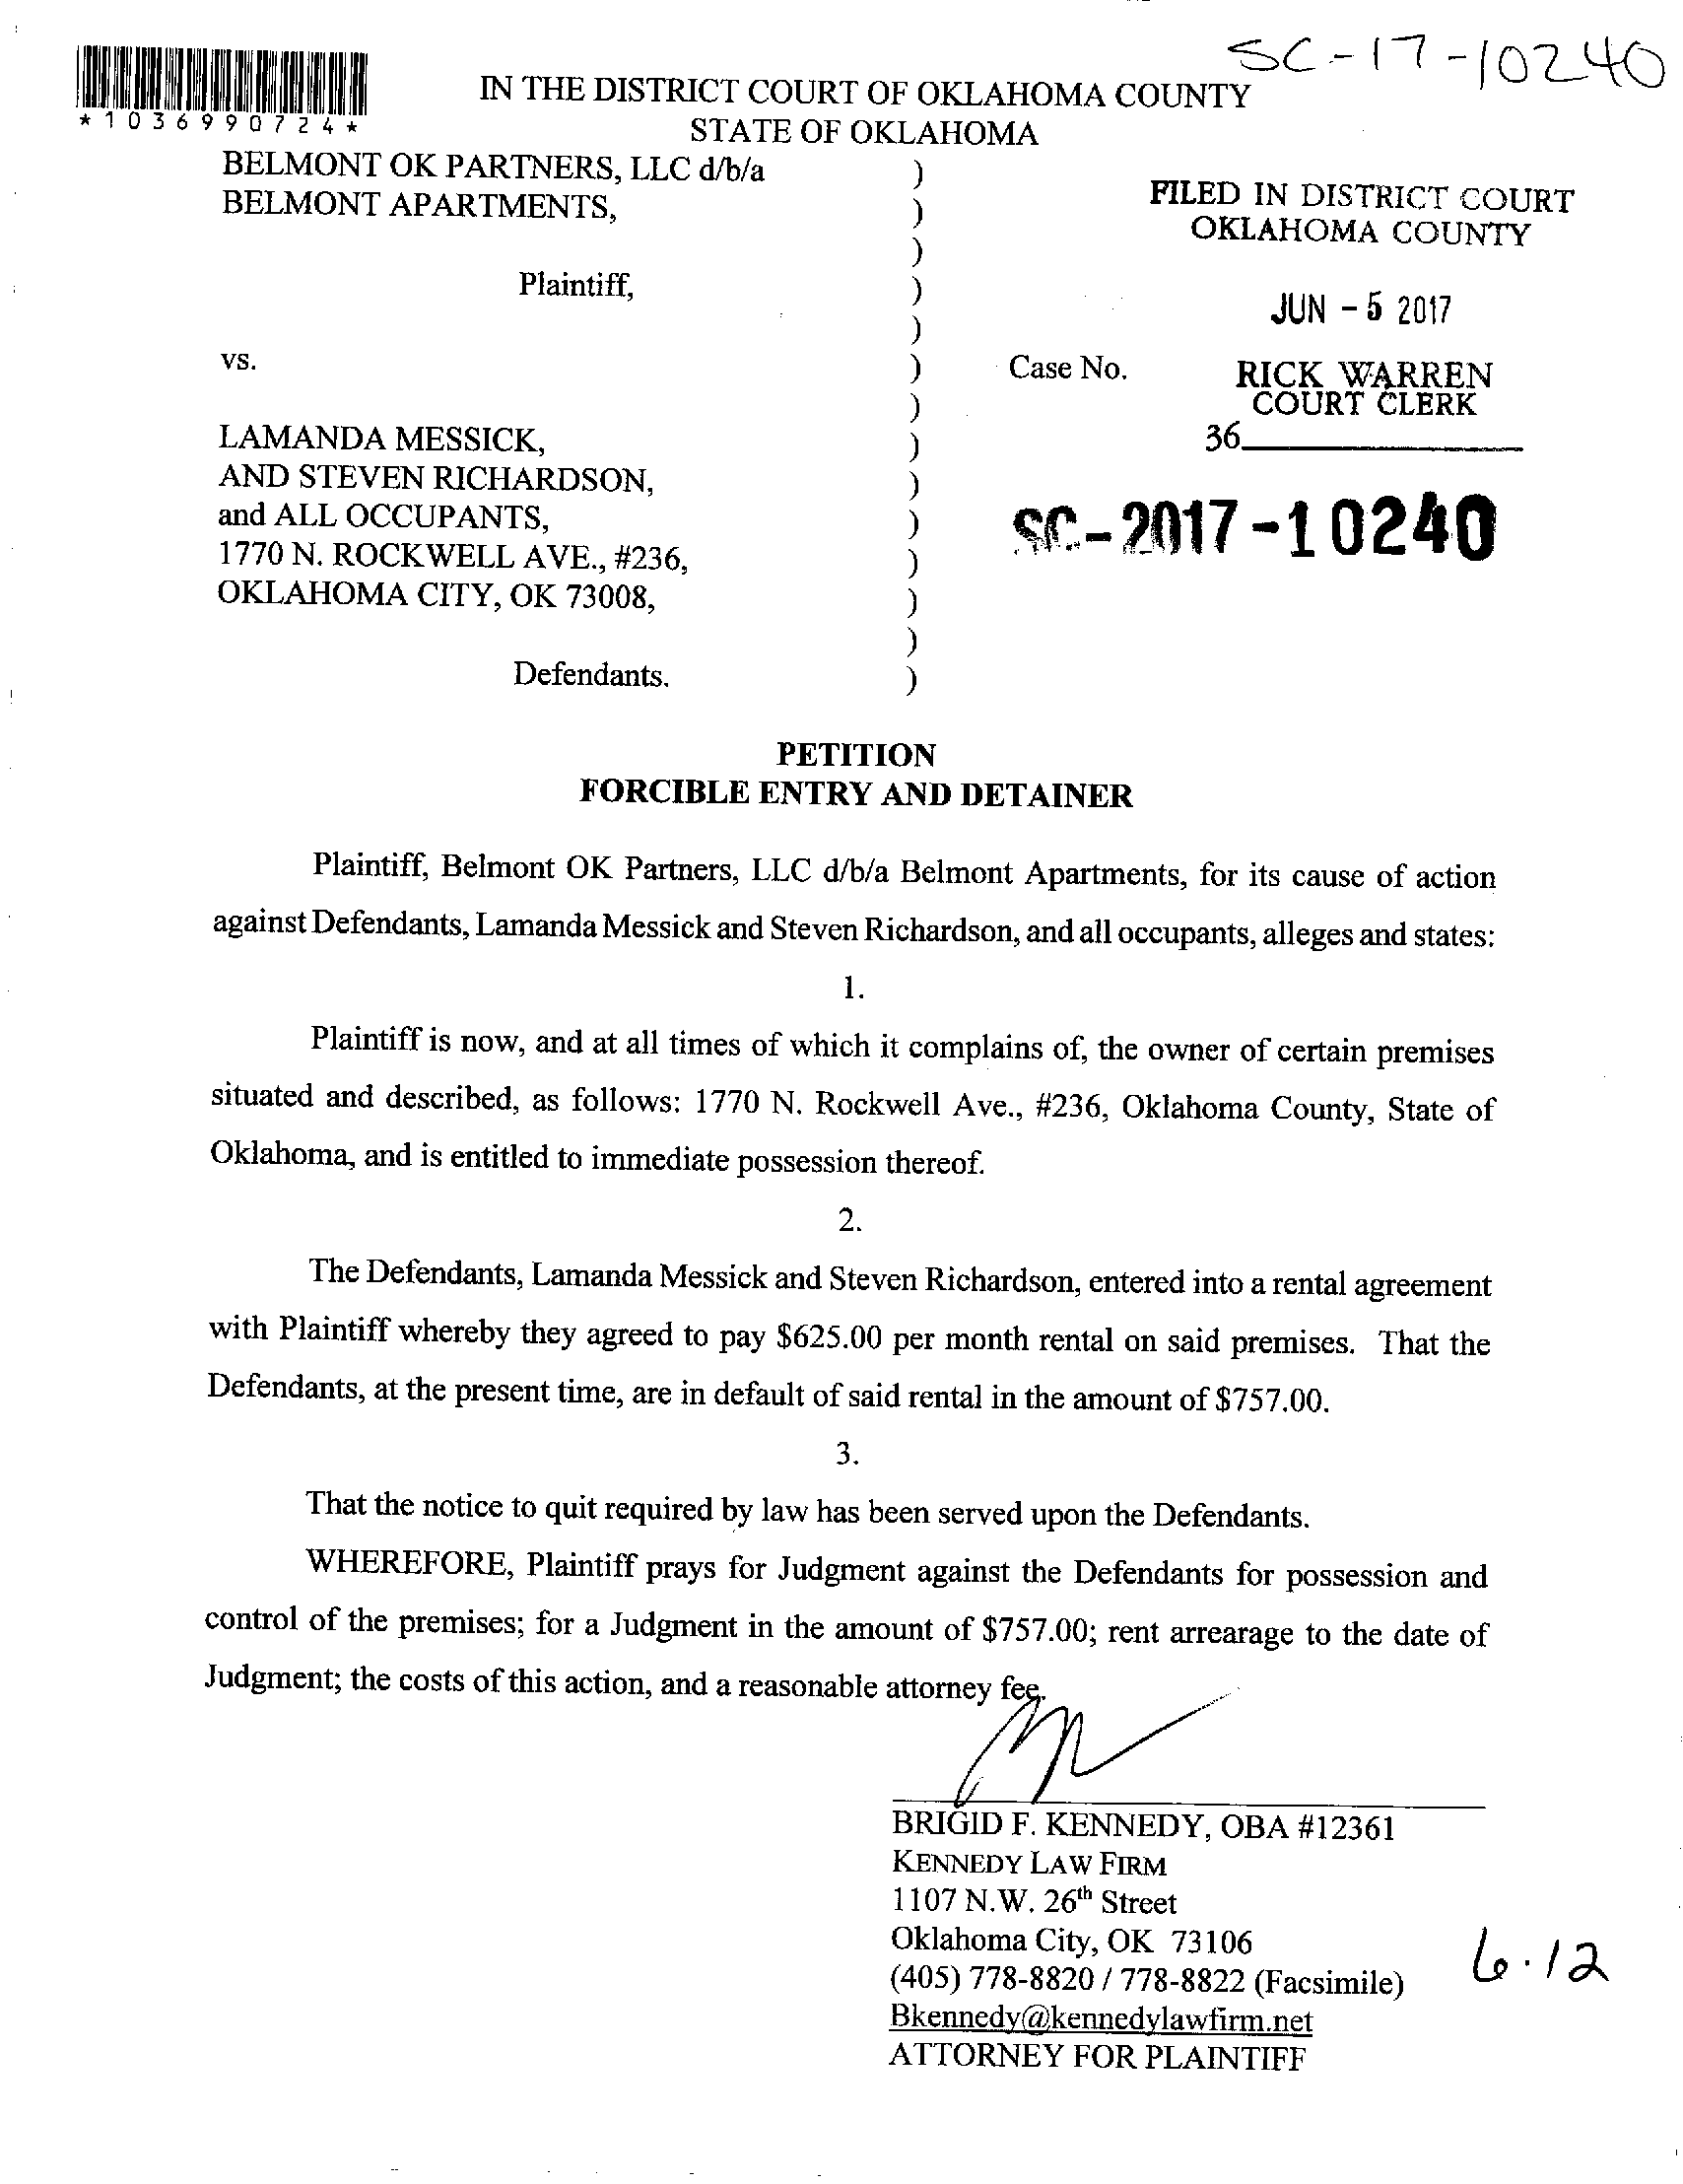 SC-17-10240
*1036990724*
IN THE DISTRICT COURT OF OKLAHOMA COUNTY
STATE OF OKLAHOMA
BELMONT OK PARTNERS, LLC d/b/a )
BELMONT APARTMENTS, )
)
Plaintiff, )
)
vs. )
)
LAMANDA MESSICK, )
AND STEVEN RICHARDSON, )
and ALL OCCUPANTS, )
1770 N. ROCKWELL AVE., #236, )
OKLAHOMA CITY, OK 73008, )
)
Defendants. )
FILED IN DISTRICT COURT
OKLAHOMA COUNTY
JUN - 5 2017
Case No.
RICK WARREN
COURT CLERK
36
SC-2017-10240
PETITION
FORCIBLE ENTRY AND DETAINER
Plaintiff, Belmont OK Partners, LLC d/b/a Belmont Apartments, for its cause of action
against Defendants, Lamanda Messick and Steven Richardson, and all occupants, alleges and states:
1.
Plaintiff is now, and at all times of which it complains of, the owner of certain premises
situated and described, as follows: 1770 N. Rockwell Ave., #236, Oklahoma County, State of
Oklahoma, and is entitled to immediate possession thereof.
2.
The Defendants, Lamanda Messick and Steven Richardson, entered into a rental agreement
with Plaintiff whereby they agreed to pay $625.00 per month rental on said premises. That the
Defendants, at the present time, are in default of said rental in the amount of $757.00.
3.
That the notice to quit required by law has been served upon the Defendants.
WHEREFORE, Plaintiff prays for Judgment against the Defendants for possession and
control of the premises; for a Judgment in the amount of $757.00; rent arrearage to the date of
Judgment; the costs of this action, and a reasonable attorney fee.
BRIGID F. KENNEDY, OBA #12361
KENNEDY LAW FIRM
1107 N.W. 26th Street
Oklahoma City, OK 73106
(405) 778-8820 / 778-8822 (Facsimile)
Bkennedy@kennedylawfirm.net
ATTORNEY FOR PLAINTIFF
6.12